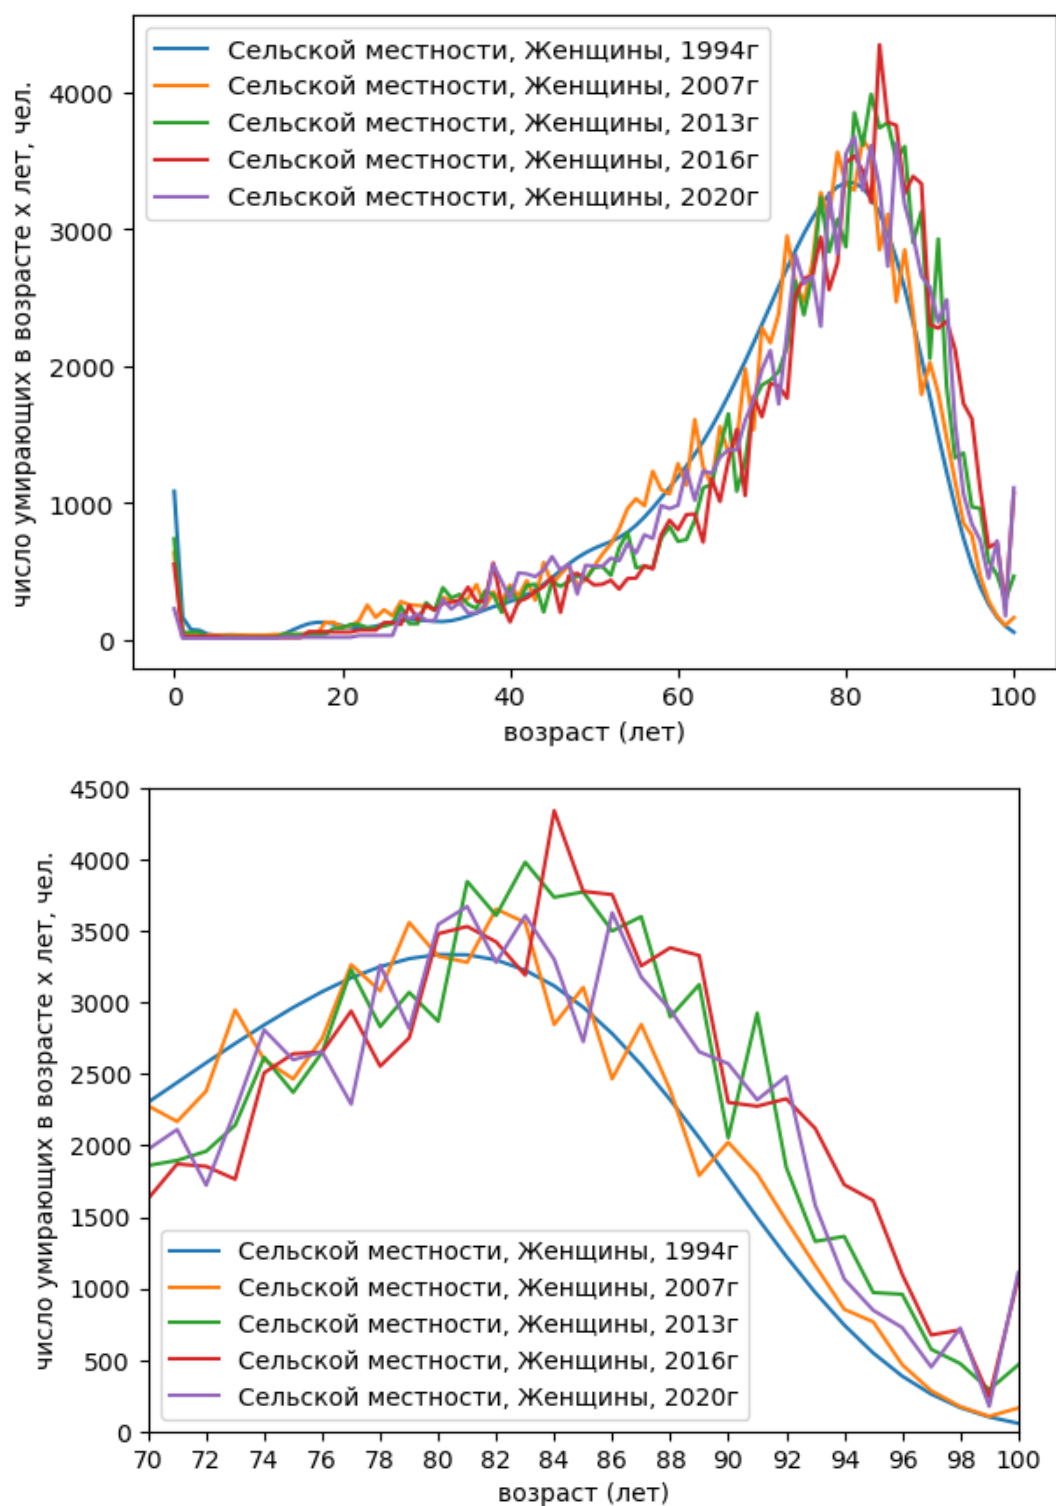 число умирающих в возрасте x лет, чел.
4000
3000
2000
1000
0
Сельской местности, Женщины, 1994г
Сельской местности, Женщины, 2007г
Сельской местности, Женщины, 2013г
Сельской местности, Женщины, 2016г
Сельской местности, Женщины, 2020г
0 20 40 60 80 100
возраст (лет)
число умирающих в возрасте x лет, чел.
4500
4000
3500
3000
2500
2000
1500
1000
500
0
Сельской местности, Женщины, 1994г
Сельской местности, Женщины, 2007г
Сельской местности, Женщины, 2013г
Сельской местности, Женщины, 2016г
Сельской местности, Женщины, 2020г
70 72 74 76 78 80 82 84 86 88 90 92 94 96 98 100
возраст (лет)